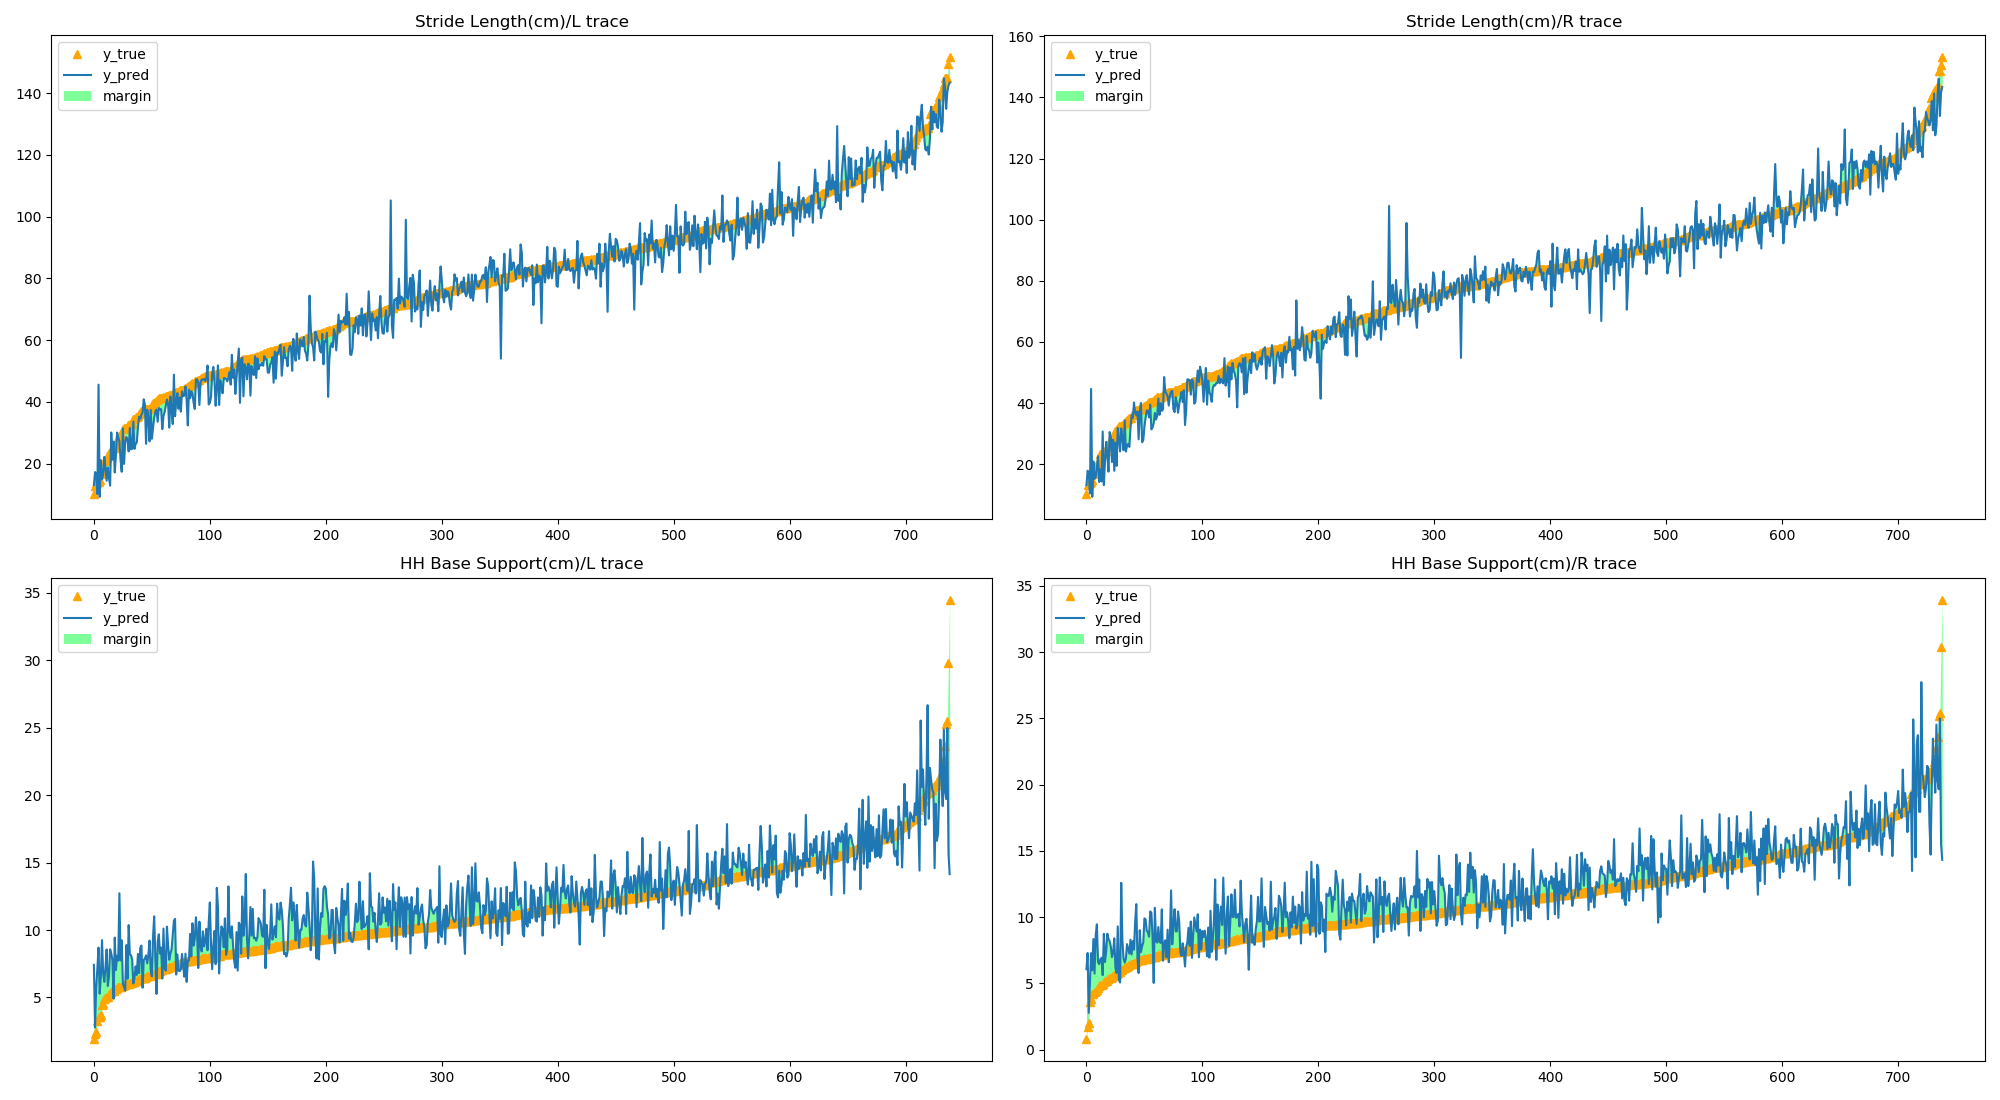 Stride Length(cm)/L trace
y_true
y_pred
margin
140
120
100
80
60
40
20
0 100 200 300 400 500 600 700
Stride Length(cm)/R trace
y_true
y_pred
margin
160
140
120
100
80
60
40
20
0 100 200 300 400 500 600 700
HH Base Support(cm)/L trace
y_true
y_pred
margin
35
30
25
20
15
10
5
0 100 200 300 400 500 600 700
HH Base Support(cm)/R trace
y_true
y_pred
margin
35
30
25
20
15
10
5
0
0 100 200 300 400 500 600 700